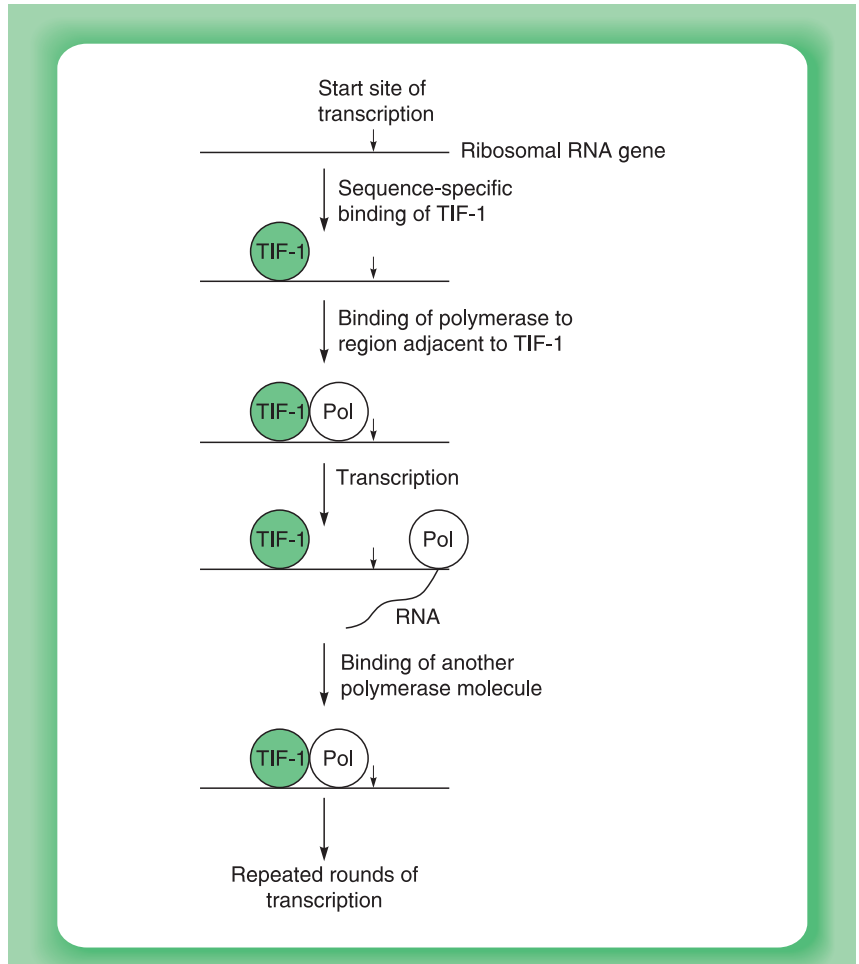 Start site of
transcription
Ribosomal RNA gene
Sequence-specific
binding of TIF-1
TIF-1
Binding of polymerase to
region adjacent to TIF-1
TIF-1 Pol
Transcription
TIF-1 Pol
RNA
Binding of another
polymerase molecule
TIF-1 Pol
Repeated rounds of
transcription